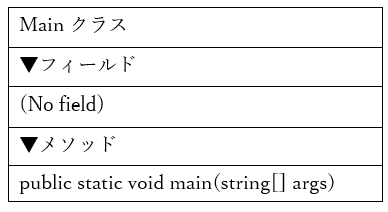 Main クラス
▼フィールド
(No field)
▼メソッド
public static void main(string[] args)